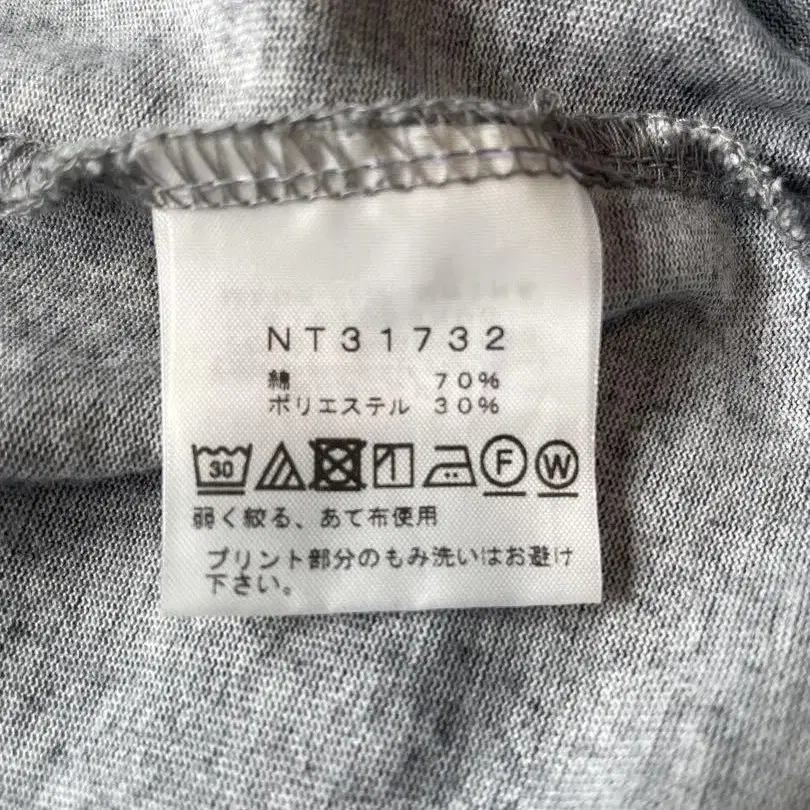 NT31732
綿 70%
ポリエステル 30%
30 F W
弱く絞る、あて布使用
プリント部分のもみ洗いはお避け
下さい。